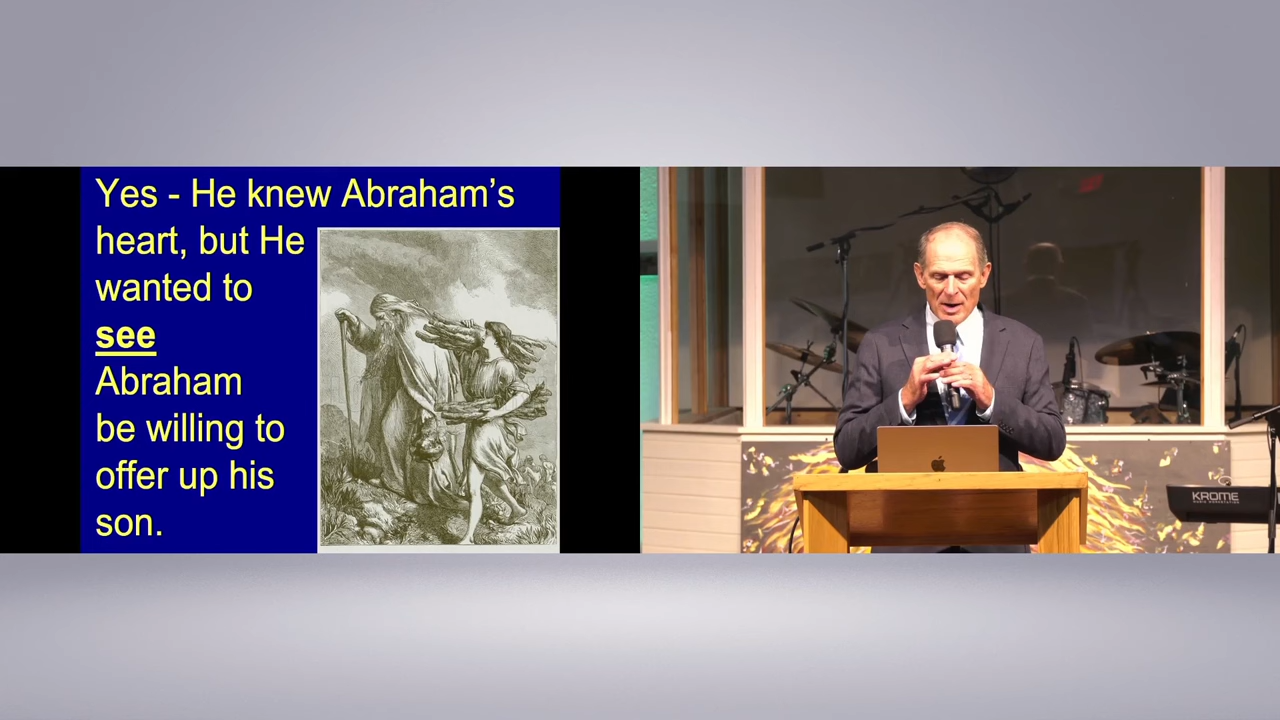 Yes - He knew Abraham’s
heart, but He
wanted to
see
Abraham
be willing to
offer up his
son.
KROME